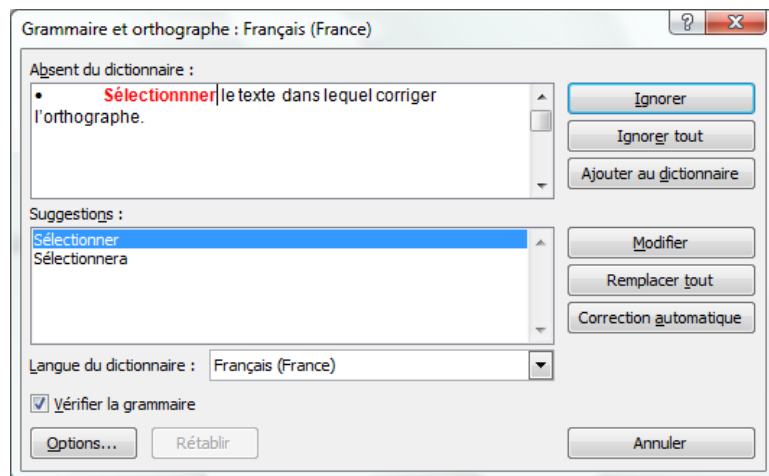 Grammaire et orthographe : Français (France)
Absent du dictionnaire :
• Sélectionnner le texte dans lequel corriger
l'orthographe.
Ignorer
Ignorer tout
Ajouter au dictionnaire
Suggestions :
Sélectionner
Sélectionnera
Modifier
Remplacer tout
Correction automatique
Langue du dictionnaire : Français (France)
Vérifier la grammaire
Options... Rétablir Annuler